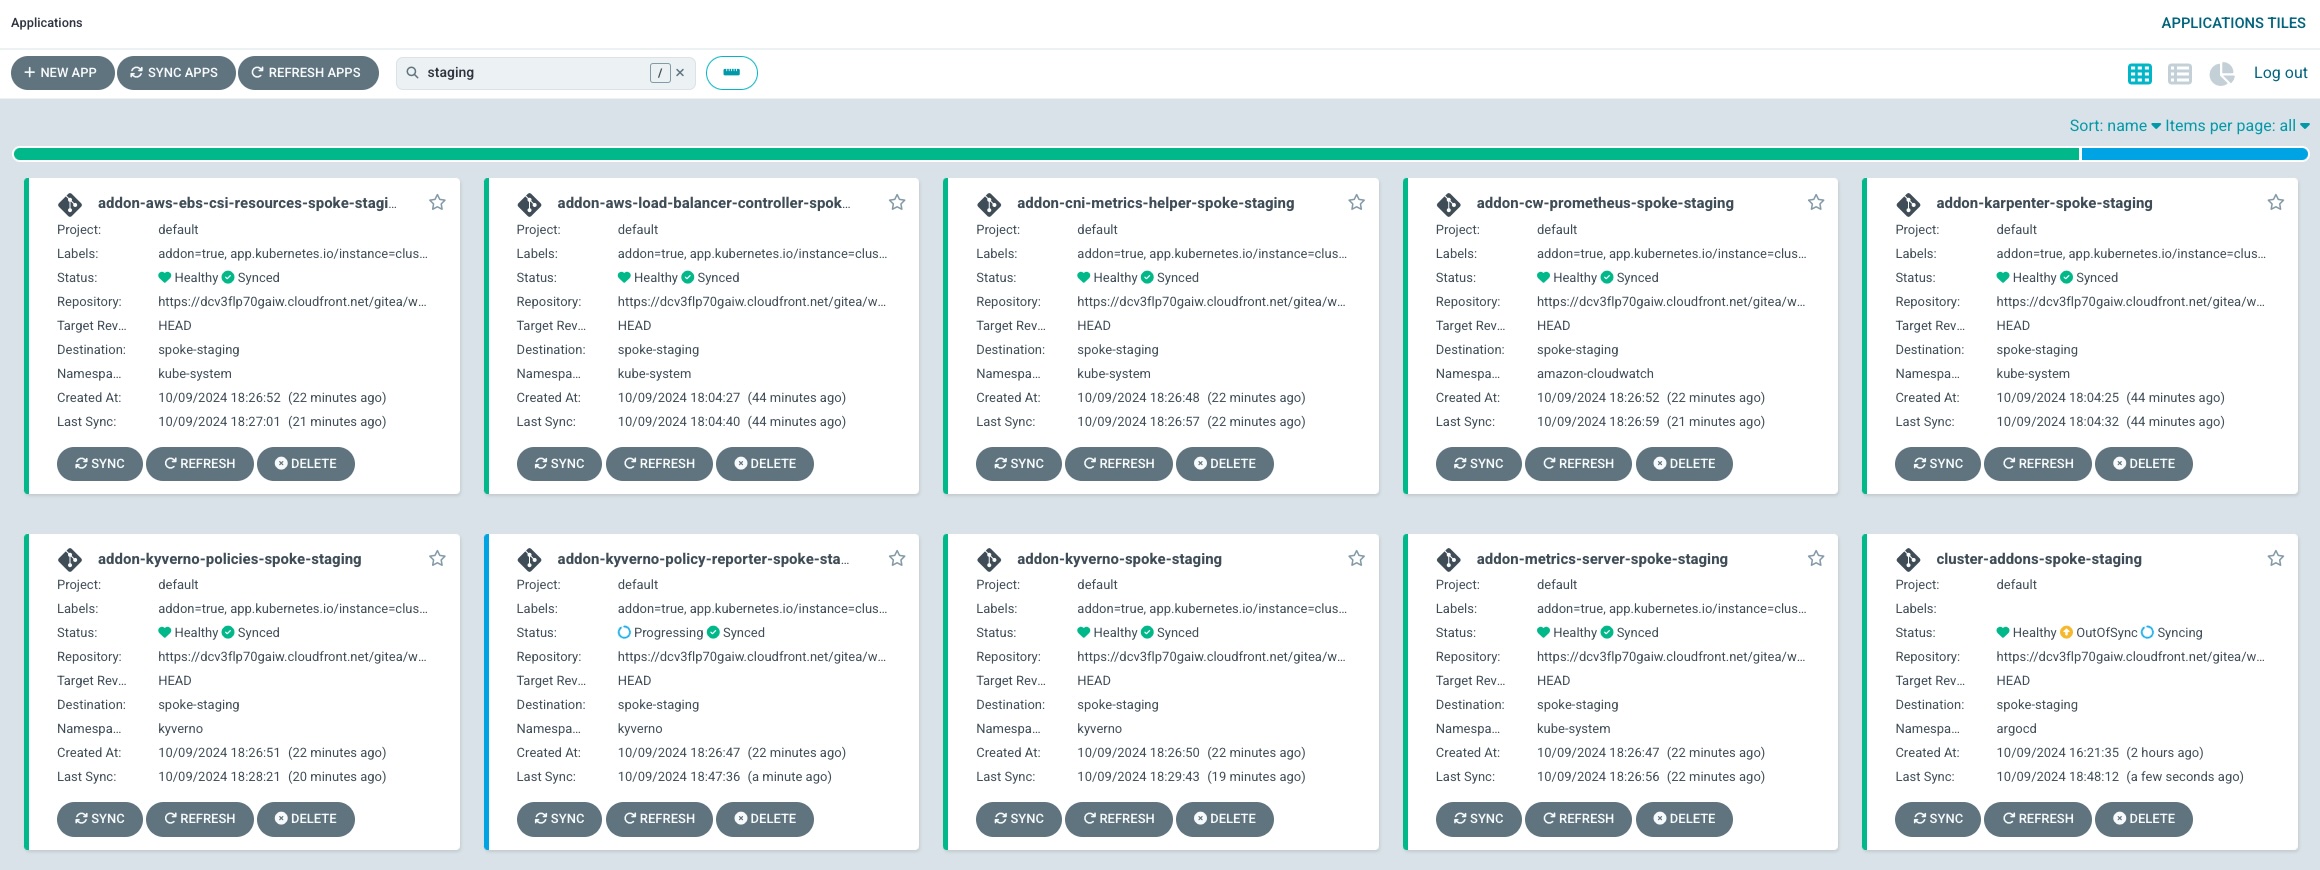 Applications
APPLICATIONS TILES
NEW APP SYNC APPS REFRESH APPS staging / Log out
Sort: name Items per page: all
addon-aws-ebs-csi-resources-spoke-stagi...
Project: default
Labels: addon=true, app.kubernetes.io/instance=clus...
Status: Healthy Synced
Repository: https://dcv3flp70gaiw.cloudfront.net/gitea/w...
Target Rev... HEAD
Destination: spoke-staging
Namespa... kube-system
Created At: 10/09/2024 18:26:52 (22 minutes ago)
Last Sync: 10/09/2024 18:27:01 (21 minutes ago)
SYNC REFRESH DELETE
addon-aws-load-balancer-controller-spok...
Project: default
Labels: addon=true, app.kubernetes.io/instance=clus...
Status: Healthy Synced
Repository: https://dcv3flp70gaiw.cloudfront.net/gitea/w...
Target Rev... HEAD
Destination: spoke-staging
Namespa... kube-system
Created At: 10/09/2024 18:04:27 (44 minutes ago)
Last Sync: 10/09/2024 18:04:40 (44 minutes ago)
SYNC REFRESH DELETE
addon-cni-metrics-helper-spoke-staging
Project: default
Labels: addon=true, app.kubernetes.io/instance=clus...
Status: Healthy Synced
Repository: https://dcv3flp70gaiw.cloudfront.net/gitea/w...
Target Rev... HEAD
Destination: spoke-staging
Namespa... kube-system
Created At: 10/09/2024 18:26:48 (22 minutes ago)
Last Sync: 10/09/2024 18:26:57 (22 minutes ago)
SYNC REFRESH DELETE
addon-cw-prometheus-spoke-staging
Project: default
Labels: addon=true, app.kubernetes.io/instance=clus...
Status: Healthy Synced
Repository: https://dcv3flp70gaiw.cloudfront.net/gitea/w...
Target Rev... HEAD
Destination: spoke-staging
Namespa... amazon-cloudwatch
Created At: 10/09/2024 18:26:52 (22 minutes ago)
Last Sync: 10/09/2024 18:26:59 (21 minutes ago)
SYNC REFRESH DELETE
addon-karpenter-spoke-staging
Project: default
Labels: addon=true, app.kubernetes.io/instance=clus...
Status: Healthy Synced
Repository: https://dcv3flp70gaiw.cloudfront.net/gitea/w...
Target Rev... HEAD
Destination: spoke-staging
Namespa... kube-system
Created At: 10/09/2024 18:04:25 (44 minutes ago)
Last Sync: 10/09/2024 18:04:32 (44 minutes ago)
SYNC REFRESH DELETE
addon-kyverno-policies-spoke-staging
Project: default
Labels: addon=true, app.kubernetes.io/instance=clus...
Status: Healthy Synced
Repository: https://dcv3flp70gaiw.cloudfront.net/gitea/w...
Target Rev... HEAD
Destination: spoke-staging
Namespa... kyverno
Created At: 10/09/2024 18:26:51 (22 minutes ago)
Last Sync: 10/09/2024 18:28:21 (20 minutes ago)
SYNC REFRESH DELETE
addon-kyverno-policy-reporter-spoke-sta...
Project: default
Labels: addon=true, app.kubernetes.io/instance=clus...
Status: Progressing Synced
Repository: https://dcv3flp70gaiw.cloudfront.net/gitea/w...
Target Rev... HEAD
Destination: spoke-staging
Namespa... kyverno
Created At: 10/09/2024 18:26:47 (22 minutes ago)
Last Sync: 10/09/2024 18:47:36 (a minute ago)
SYNC REFRESH DELETE
addon-kyverno-spoke-staging
Project: default
Labels: addon=true, app.kubernetes.io/instance=clus...
Status: Healthy Synced
Repository: https://dcv3flp70gaiw.cloudfront.net/gitea/w...
Target Rev... HEAD
Destination: spoke-staging
Namespa... kyverno
Created At: 10/09/2024 18:26:50 (22 minutes ago)
Last Sync: 10/09/2024 18:29:43 (19 minutes ago)
SYNC REFRESH DELETE
addon-metrics-server-spoke-staging
Project: default
Labels: addon=true, app.kubernetes.io/instance=clus...
Status: Healthy Synced
Repository: https://dcv3flp70gaiw.cloudfront.net/gitea/w...
Target Rev... HEAD
Destination: spoke-staging
Namespa... kube-system
Created At: 10/09/2024 18:26:47 (22 minutes ago)
Last Sync: 10/09/2024 18:26:56 (22 minutes ago)
SYNC REFRESH DELETE
cluster-addons-spoke-staging
Project: default
Labels:
Status: Healthy OutOfSync Syncing
Repository: https://dcv3flp70gaiw.cloudfront.net/gitea/w...
Target Rev... HEAD
Destination: spoke-staging
Namespa... argocd
Created At: 10/09/2024 16:21:35 (2 hours ago)
Last Sync: 10/09/2024 18:48:12 (a few seconds ago)
SYNC REFRESH DELETE